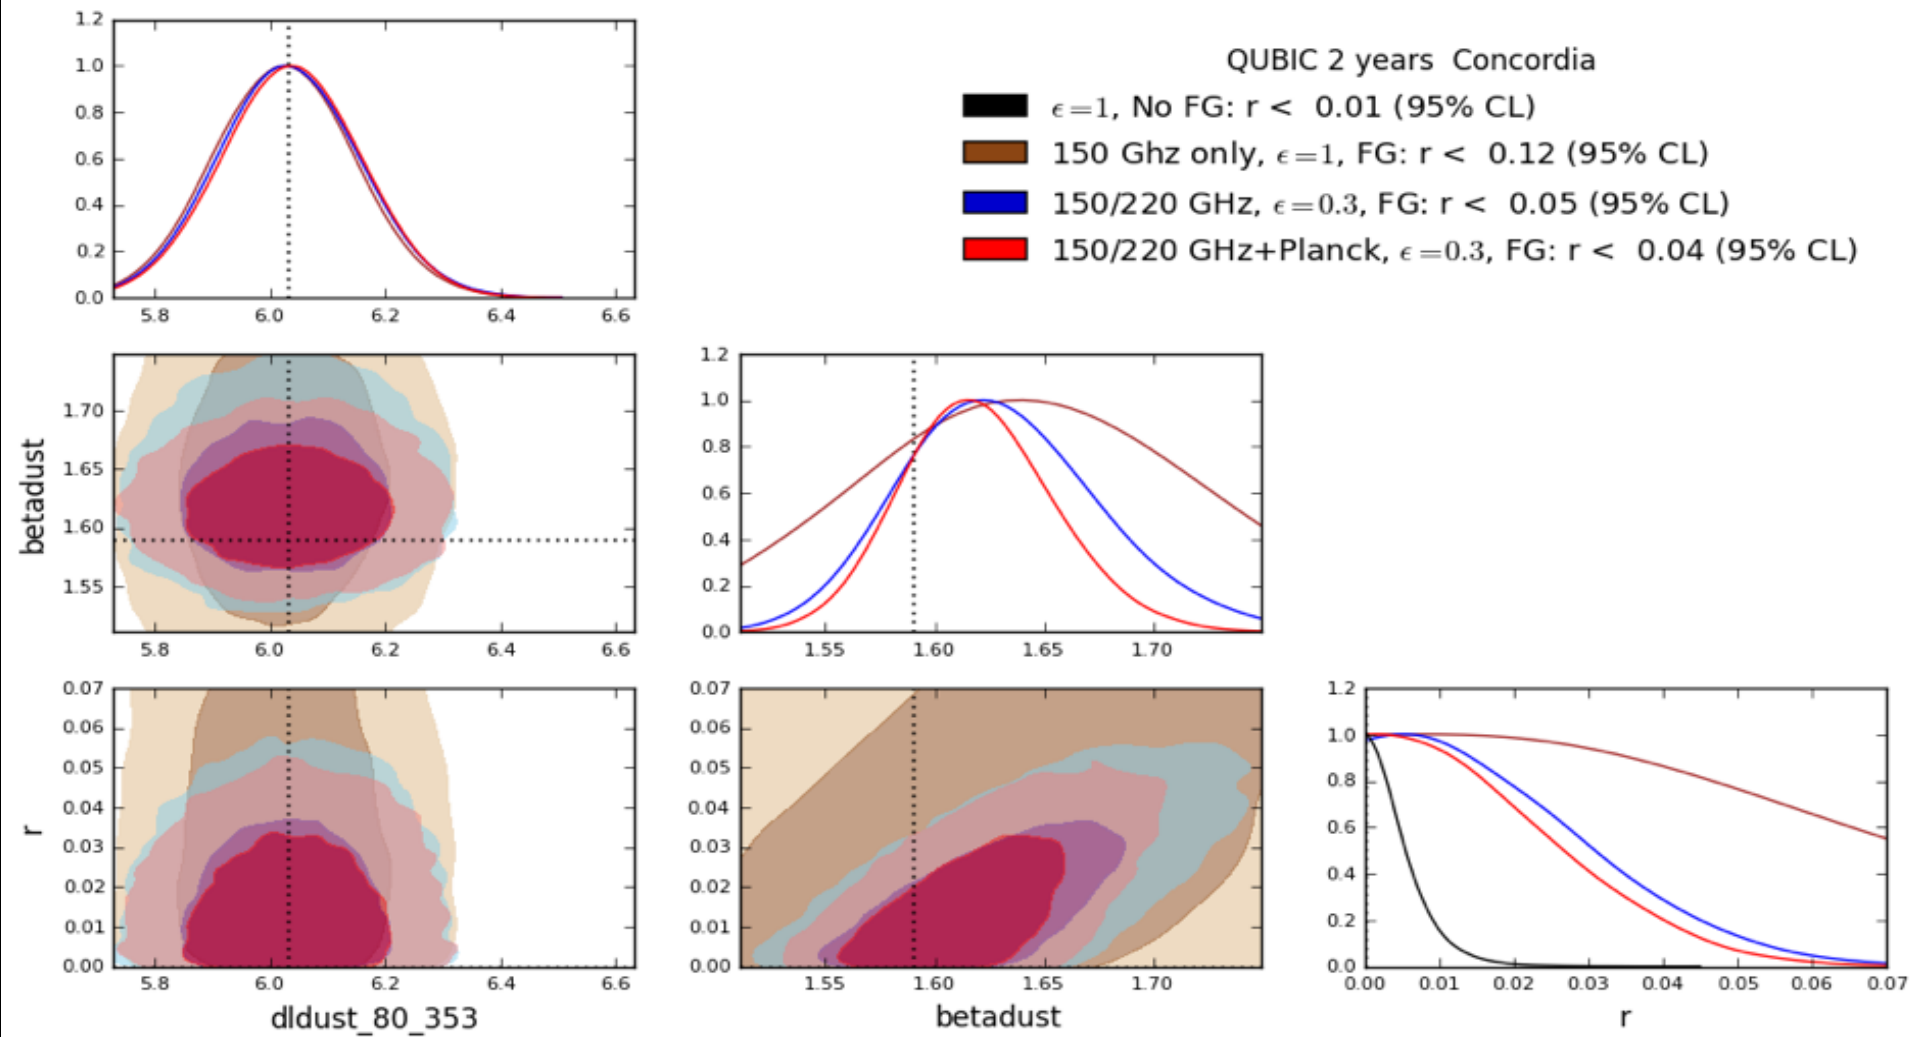 1.2
1.0
0.8
0.6
0.4
0.2
0.0
5.8 6.0 6.2 6.4 6.6
QUBIC 2 years Concordia
ϵ=1, No FG: r < 0.01 (95% CL)
150 Ghz only, ϵ=1, FG: r < 0.12 (95% CL)
150/220 GHz, ϵ=0.3, FG: r < 0.05 (95% CL)
150/220 GHz+Planck, ϵ=0.3, FG: r < 0.04 (95% CL)
betadust
1.70
1.65
1.60
1.55
5.8 6.0 6.2 6.4 6.6
1.2
1.0
0.8
0.6
0.4
0.2
0.0
1.55 1.60 1.65 1.70
r
0.07
0.06
0.05
0.04
0.03
0.02
0.01
0.00
5.8 6.0 6.2 6.4 6.6
dldust_80_353
0.07
0.06
0.05
0.04
0.03
0.02
0.01
0.00
1.55 1.60 1.65 1.70
betadust
1.2
1.0
0.8
0.6
0.4
0.2
0.0
0.00 0.01 0.02 0.03 0.04 0.05 0.06 0.07
r